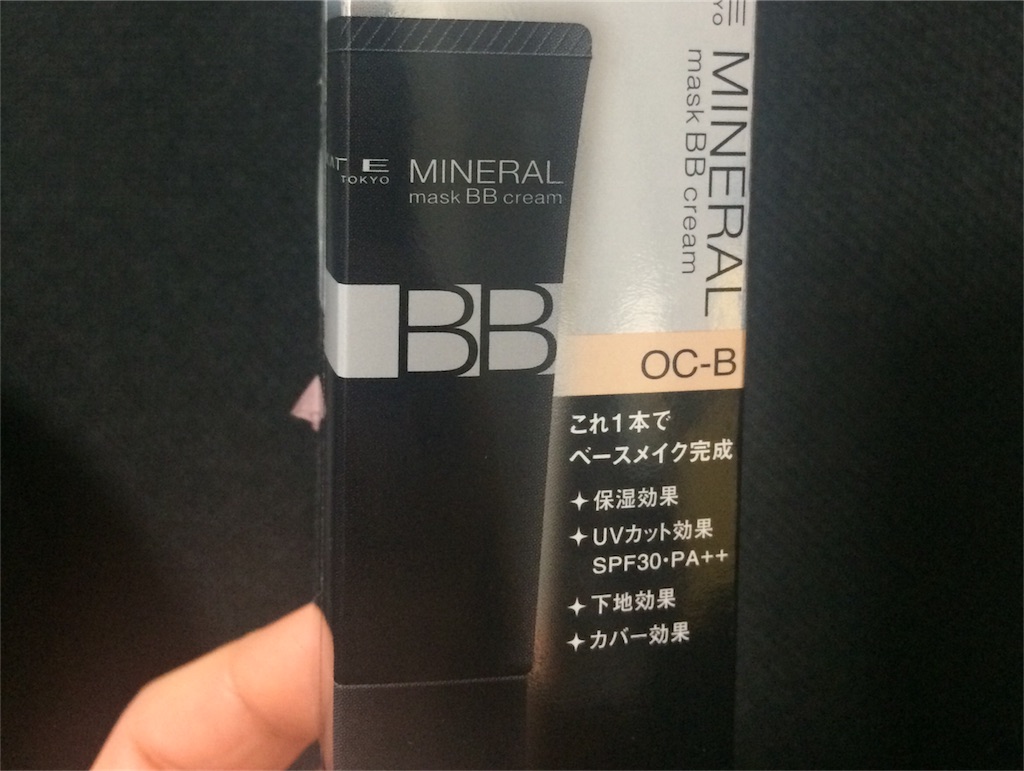 TE
TOKYO
MINERAL
mask BB cream
BB
MINERAL
mask BB cream
OC-B
これ1本で
ベースメイク完成
保湿効果
UVカット効果
SPF30・PA++
下地効果
カバー効果